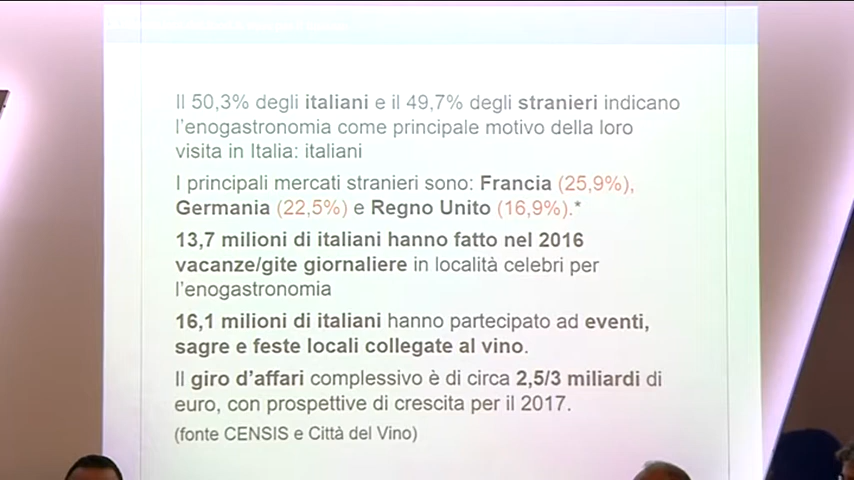 Il 50,3% degli italiani e il 49,7% degli stranieri indicano
l'enogastronomia come principale motivo della loro
visita in Italia: italiani
I principali mercati stranieri sono: Francia (25,9%),
Germania (22,5%) e Regno Unito (16,9%).*
13,7 milioni di italiani hanno fatto nel 2016
vacanze/gite giornaliere in località celebri per
l'enogastronomia
16,1 milioni di italiani hanno partecipato ad eventi,
sagre e feste locali collegate al vino.
Il giro d'affari complessivo è di circa 2,5/3 miliardi di
euro, con prospettive di crescita per il 2017.
(fonte CENSIS e Città del Vino)